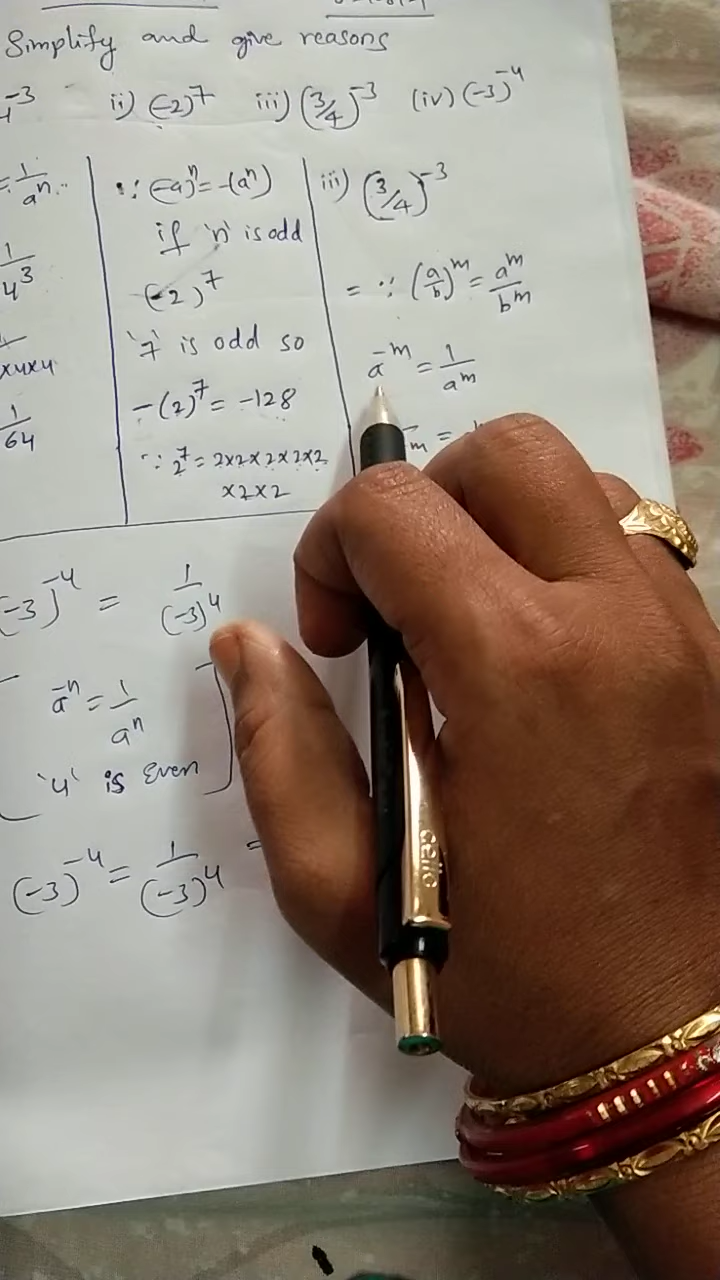 Simplify and give reasons
4⁻³ ii) (-2)⁷ iii) (3/4)⁻³ (iv) (-3)⁻⁴
= 1/aⁿ
1/4³
x4x4
1/64
∵ (-a)ⁿ = -(aⁿ)
if 'n' is odd
(-2)⁷
'7' is odd so
-(2)⁷ = -128
∵ 2⁷ = 2x2x2x2x2
x2x2
iii) (3/4)⁻³
= ∵ (a/b)ᵐ = aᵐ/bᵐ
a⁻ᵐ = 1/aᵐ
(-3)⁻⁴ = 1/(-3)⁴
a⁻ⁿ = 1/aⁿ
'4' is Even
(-3)⁻⁴ = 1/(-3)⁴ =
cello